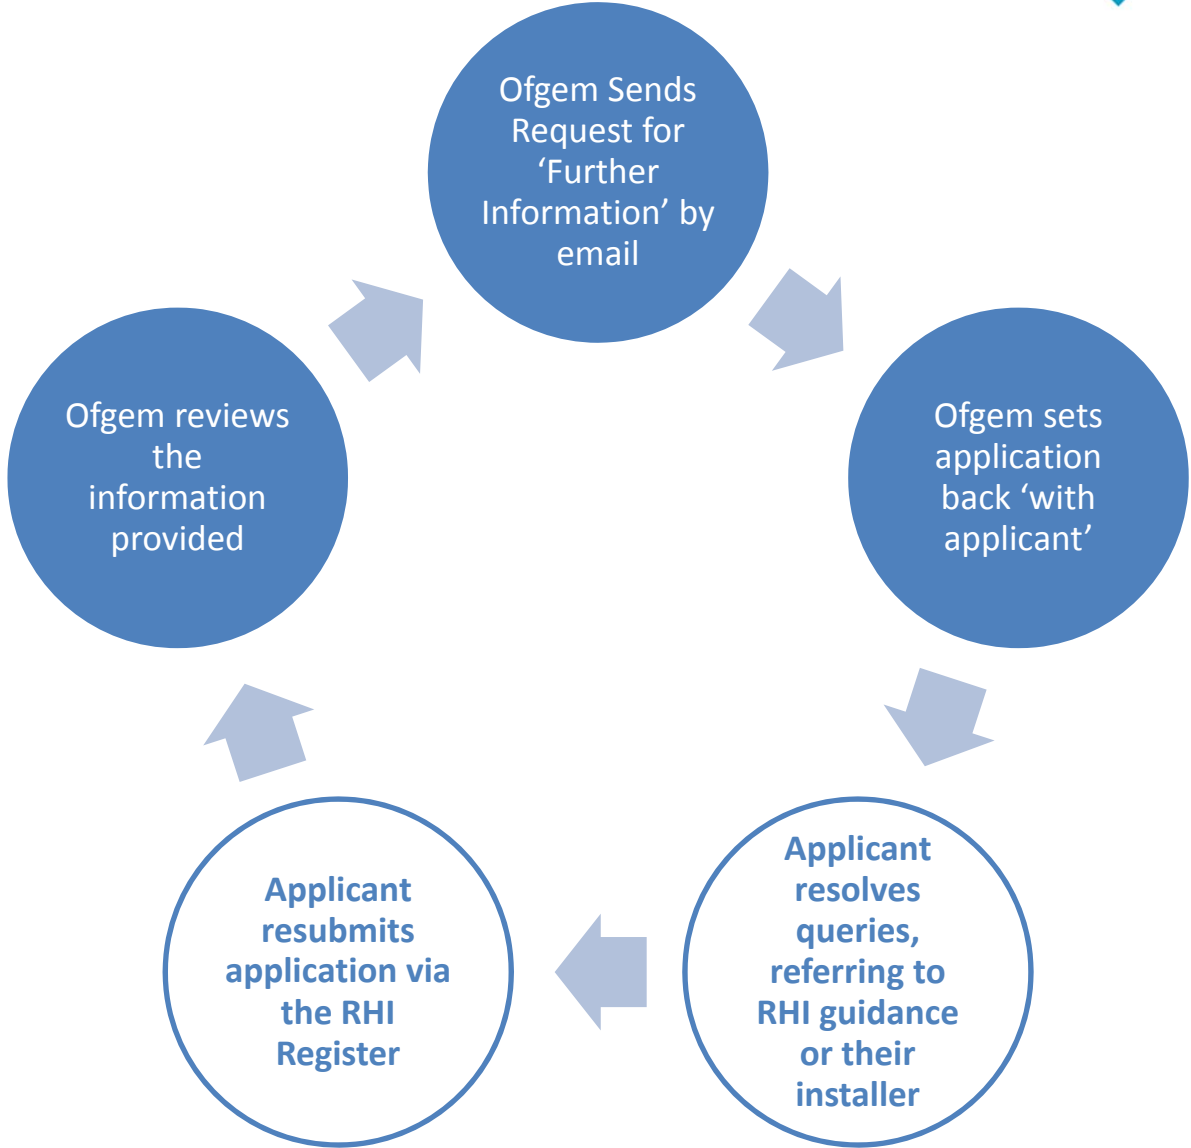 Ofgem Sends
Request for
‘Further
Information’ by
email
Ofgem sets
application
back ‘with
applicant’
Applicant
resolves
queries,
referring to
RHI guidance
or their
installer
Applicant
resubmits
application via
the RHI
Register
Ofgem reviews
the
information
provided